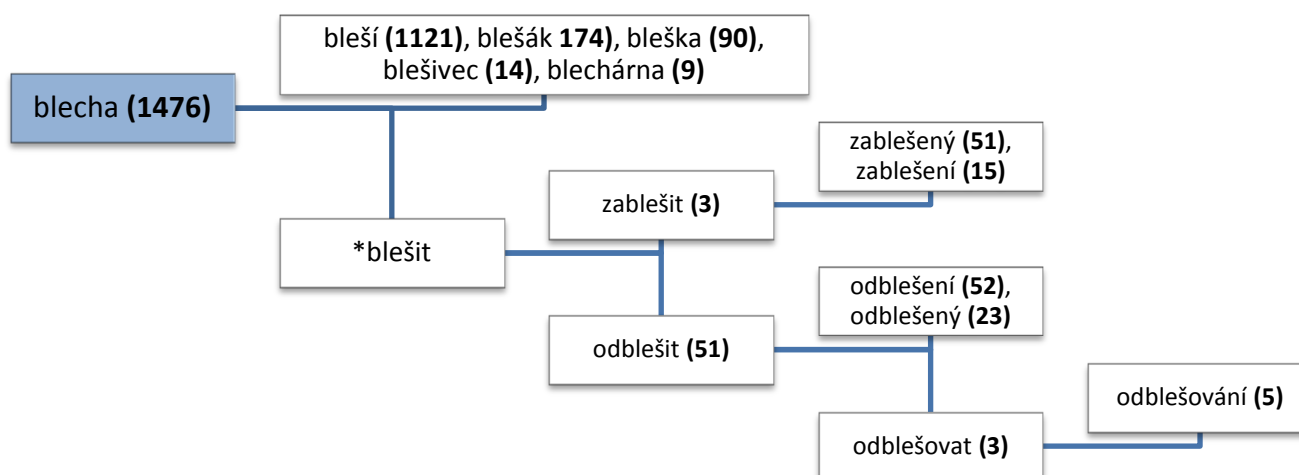 bleší (1121), blešák 174), bleška (90),
blešivec (14), blechárna (9)
blecha (1476)
zablešený (51),
zablešení (15)
zablešit (3)
*blešit
odblešení (52),
odblešený (23)
odblešit (51)
odblešování (5)
odblešovat (3)